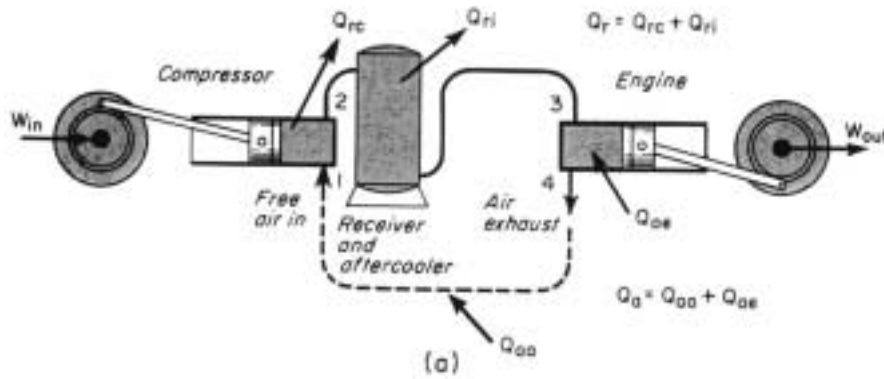 Q_rc
Q_ri
Q_r = Q_rc + Q_ri
Compressor
Engine
2
3
W_in
W_out
1
4
Free
air in
Receiver
and
aftercooler
Air
exhaust
Q_ae
Q_a = Q_aa + Q_ae
Q_aa
(a)